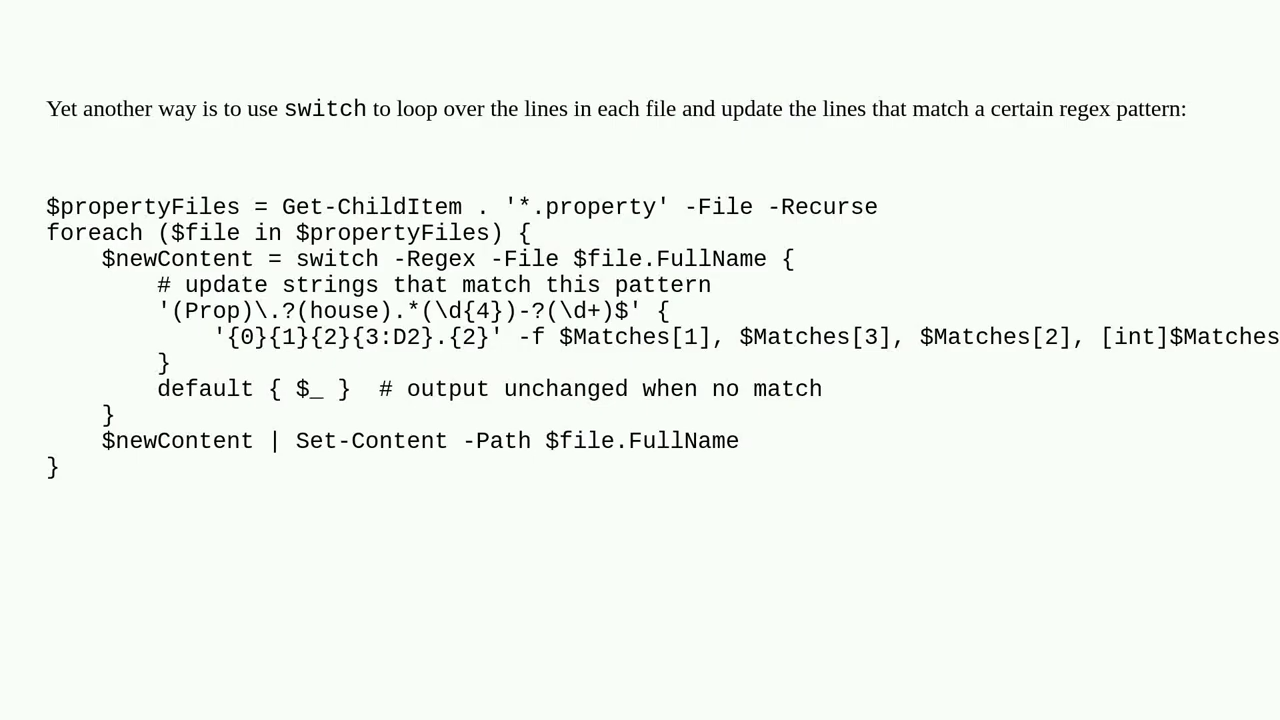 Yet another way is to use switch to loop over the lines in each file and update the lines that match a certain regex pattern:
$propertyFiles = Get-ChildItem . '*.property' -File -Recurse
foreach ($file in $propertyFiles) {
    $newContent = switch -Regex -File $file.FullName {
        # update strings that match this pattern
        '(Prop)\.?(house).*(\d{4})-?(\d+)$' {
            '{0}{1}{2}{3:D2}.{2}' -f $Matches[1], $Matches[3], $Matches[2], [int]$Matches
        }
        default { $_ }  # output unchanged when no match
    }
    $newContent | Set-Content -Path $file.FullName
}